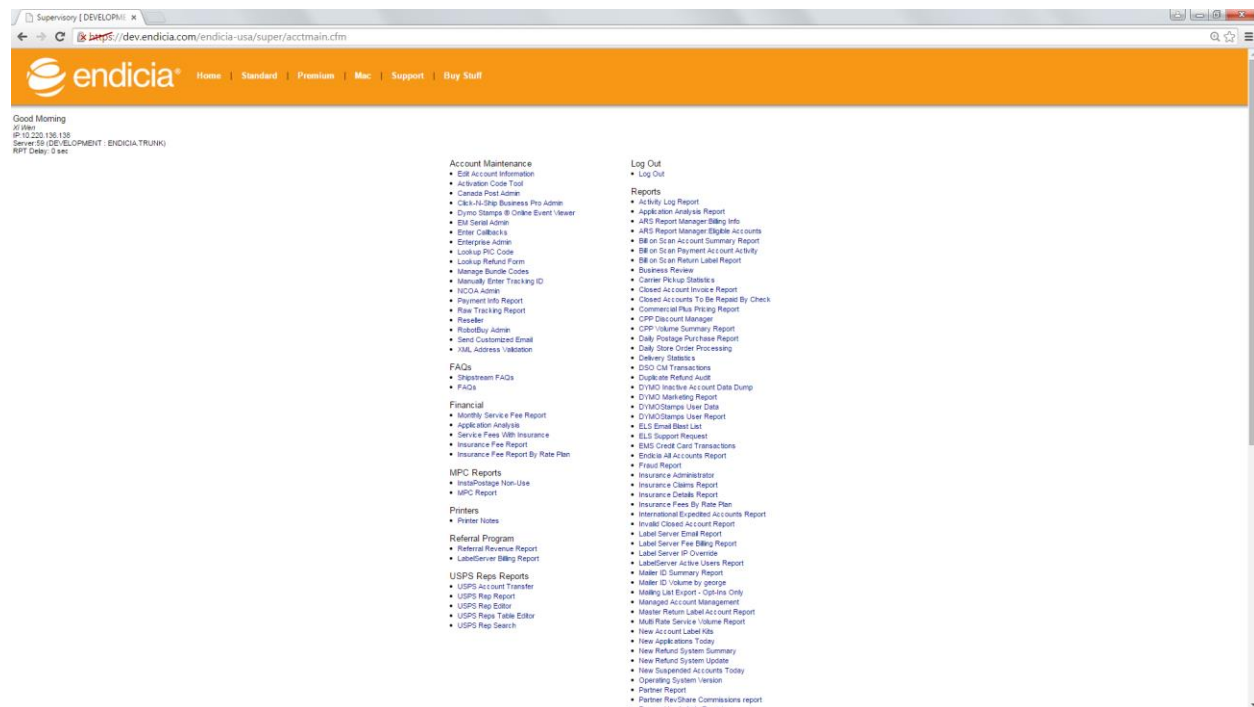 Supervisory [ DEVELOPME
https://dev.endicia.com/endicia-usa/super/acctmain.cfm
endicia®
Home | Standard | Premium | Mac | Support | Buy Stuff
Good Morning
Xi Wen
IP:10.220.136.138
Server:59 (DEVELOPMENT : ENDICIA.TRUNK)
RPT Delay: 0 sec
Account Maintenance
• Edit Account Information
• Activation Code Tool
• Canada Post Admin
• Click-N-Ship Business Pro Admin
• Dymo Stamps ® Online Event Viewer
• EM Serial Admin
• Enter Callbacks
• Enterprise Admin
• Lookup PIC Code
• Lookup Refund Form
• Manage Bundle Codes
• Manually Enter Tracking ID
• NCOA Admin
• Payment Info Report
• Raw Tracking Report
• Reseller
• RobotBuy Admin
• Send Customized Email
• XML Address Validation
FAQs
• Shipstream FAQs
• FAQs
Financial
• Monthly Service Fee Report
• Application Analysis
• Service Fees With Insurance
• Insurance Fee Report
• Insurance Fee Report By Rate Plan
MPC Reports
• InstaPostage Non-Use
• MPC Report
Printers
• Printer Notes
Referral Program
• Referral Revenue Report
• LabelServer Billing Report
USPS Reps Reports
• USPS Account Transfer
• USPS Rep Report
• USPS Rep Editor
• USPS Reps Table Editor
• USPS Rep Search
Log Out
• Log Out
Reports
• Activity Log Report
• Application Analysis Report
• ARS Report Manager:Billing Info
• ARS Report Manager:Eligible Accounts
• Bill on Scan Account Summary Report
• Bill on Scan Payment Account Activity
• Bill on Scan Return Label Report
• Business Review
• Carrier Pickup Statistics
• Closed Account Invoice Report
• Closed Accounts To Be Repaid By Check
• Commercial Plus Pricing Report
• CPP Discount Manager
• CPP Volume Summary Report
• Daily Postage Purchase Report
• Daily Store Order Processing
• Delivery Statistics
• DSO CM Transactions
• Duplicate Refund Audit
• DYMO Inactive Account Data Dump
• DYMO Marketing Report
• DYMOStamps User Data
• DYMOStamps User Report
• ELS Email Blast List
• ELS Support Request
• EMS Credit Card Transactions
• Endicia All Accounts Report
• Fraud Report
• Insurance Administrator
• Insurance Claims Report
• Insurance Details Report
• Insurance Fees By Rate Plan
• International Expedited Accounts Report
• Invalid Closed Account Report
• Label Server Email Report
• Label Server Fee Billing Report
• Label Server IP Override
• LabelServer Active Users Report
• Mailer ID Summary Report
• Mailer ID Volume by george
• Mailing List Export - Opt-Ins Only
• Managed Account Management
• Master Return Label Account Report
• Multi Rate Service Volume Report
• New Account Label Kits
• New Applications Today
• New Refund System Summary
• New Refund System Update
• New Suspended Accounts Today
• Operating System Version
• Partner Report
• Partner RevShare Commissions report